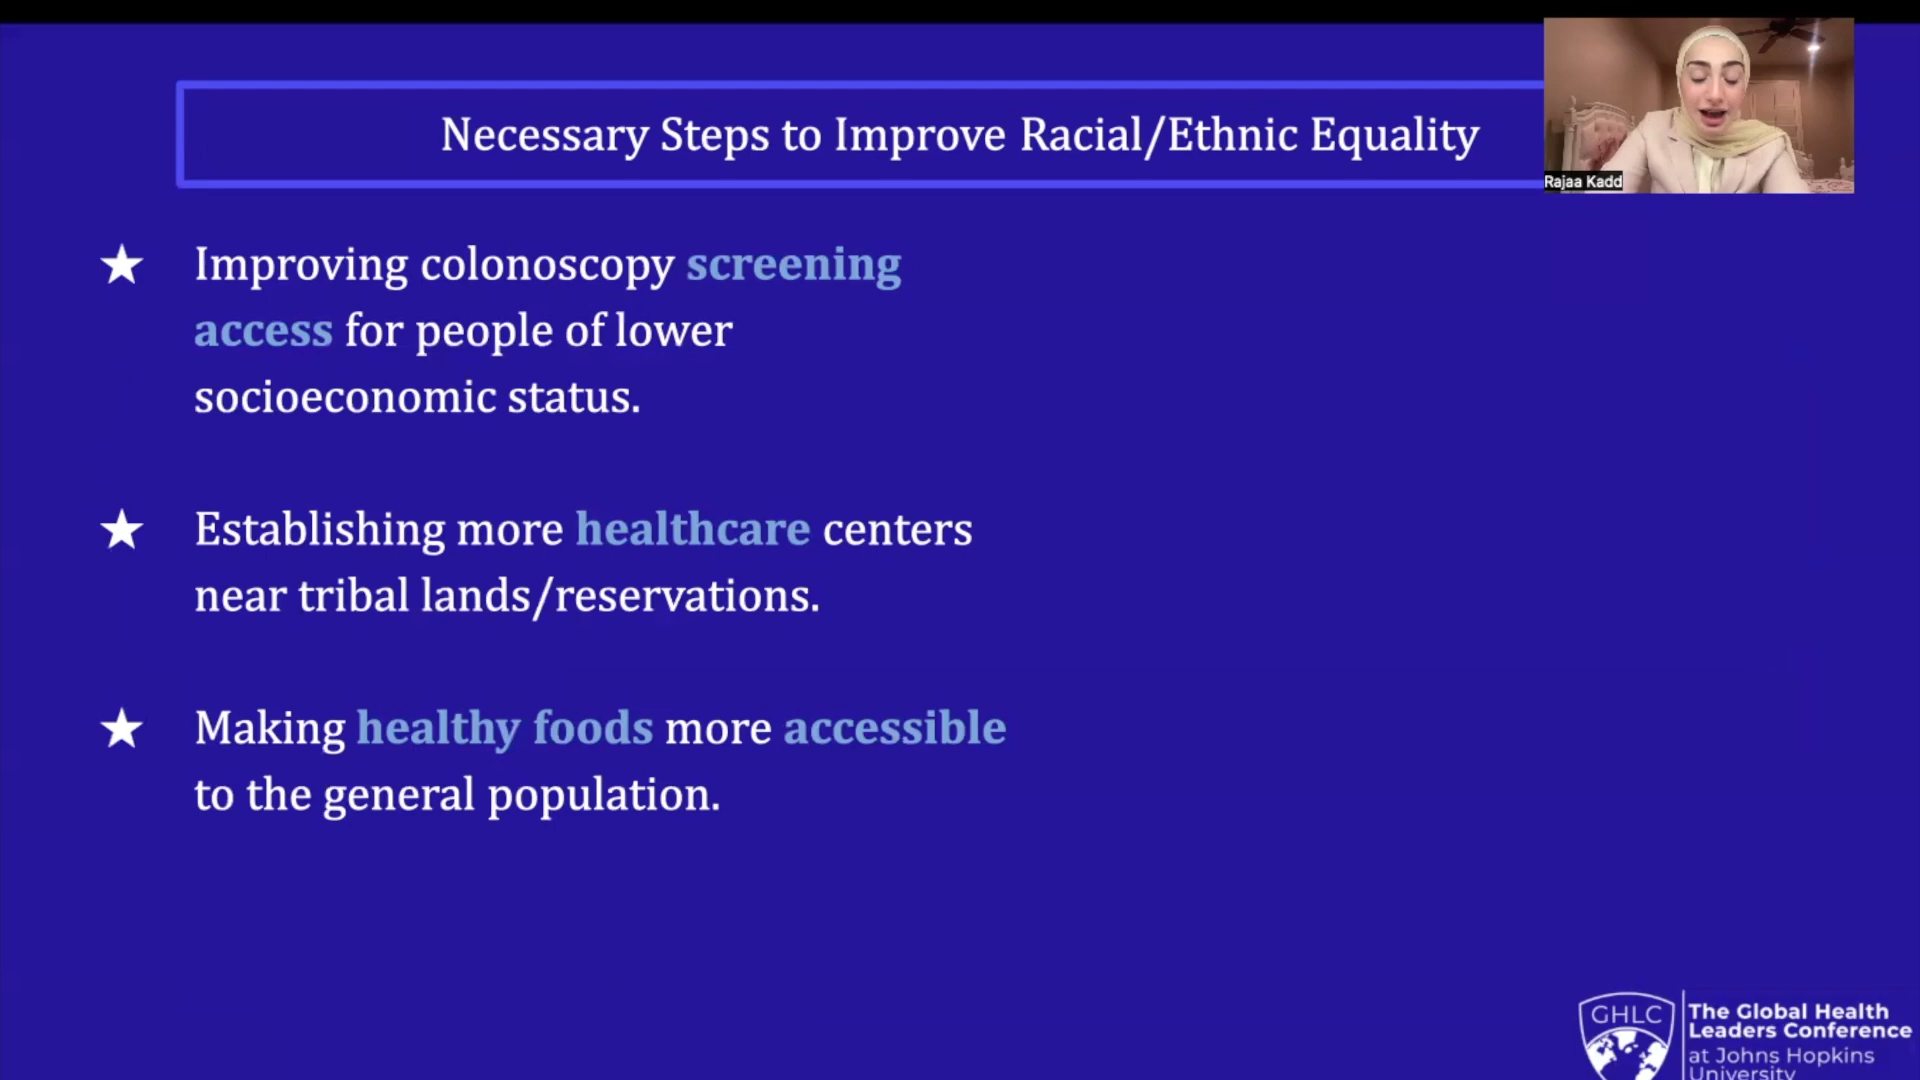 Necessary Steps to Improve Racial/Ethnic Equality
Rajaa Kadd
★ Improving colonoscopy screening
access for people of lower
socioeconomic status.
★ Establishing more healthcare centers
near tribal lands/reservations.
★ Making healthy foods more accessible
to the general population.
GHLC
The Global Health
Leaders Conference
at Johns Hopkins
University